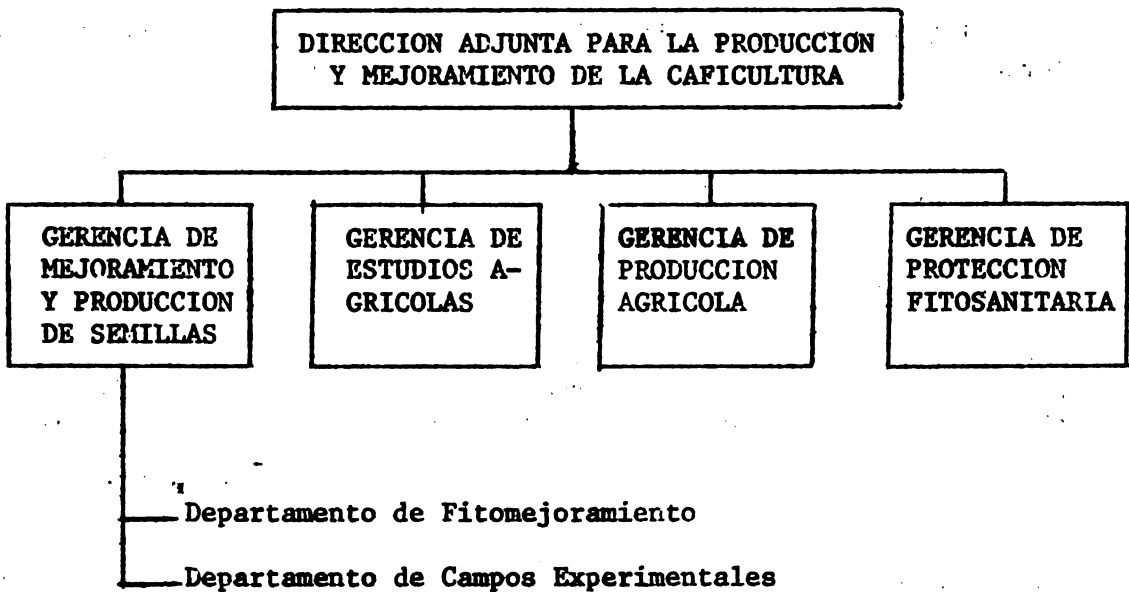 DIRECCION ADJUNTA PARA LA PRODUCCION
Y MEJORAMIENTO DE LA CAFICULTURA
GERENCIA DE
MEJORAMIENTO
Y PRODUCCION
DE SEMILLAS
GERENCIA DE
ESTUDIOS A-
GRICOLAS
GERENCIA DE
PRODUCCION
AGRICOLA
GERENCIA DE
PROTECCION
FITOSANITARIA
Departamento de Fitomejoramiento
Departamento de Campos Experimentales